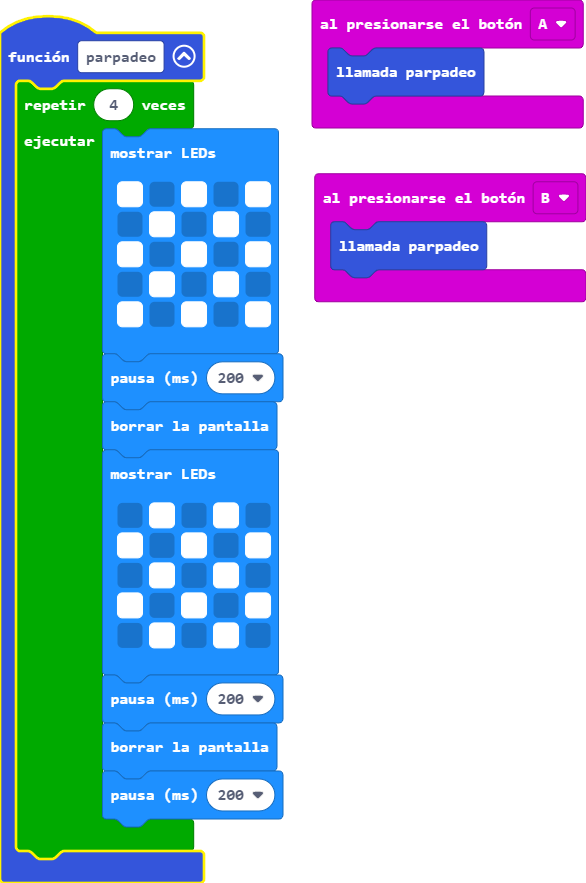 función parpadeo
repetir 4 veces
ejecutar
mostrar LEDs
pausa (ms) 200
borrar la pantalla
mostrar LEDs
pausa (ms) 200
borrar la pantalla
pausa (ms) 200
al presionarse el botón A
llamada parpadeo
al presionarse el botón B
llamada parpadeo